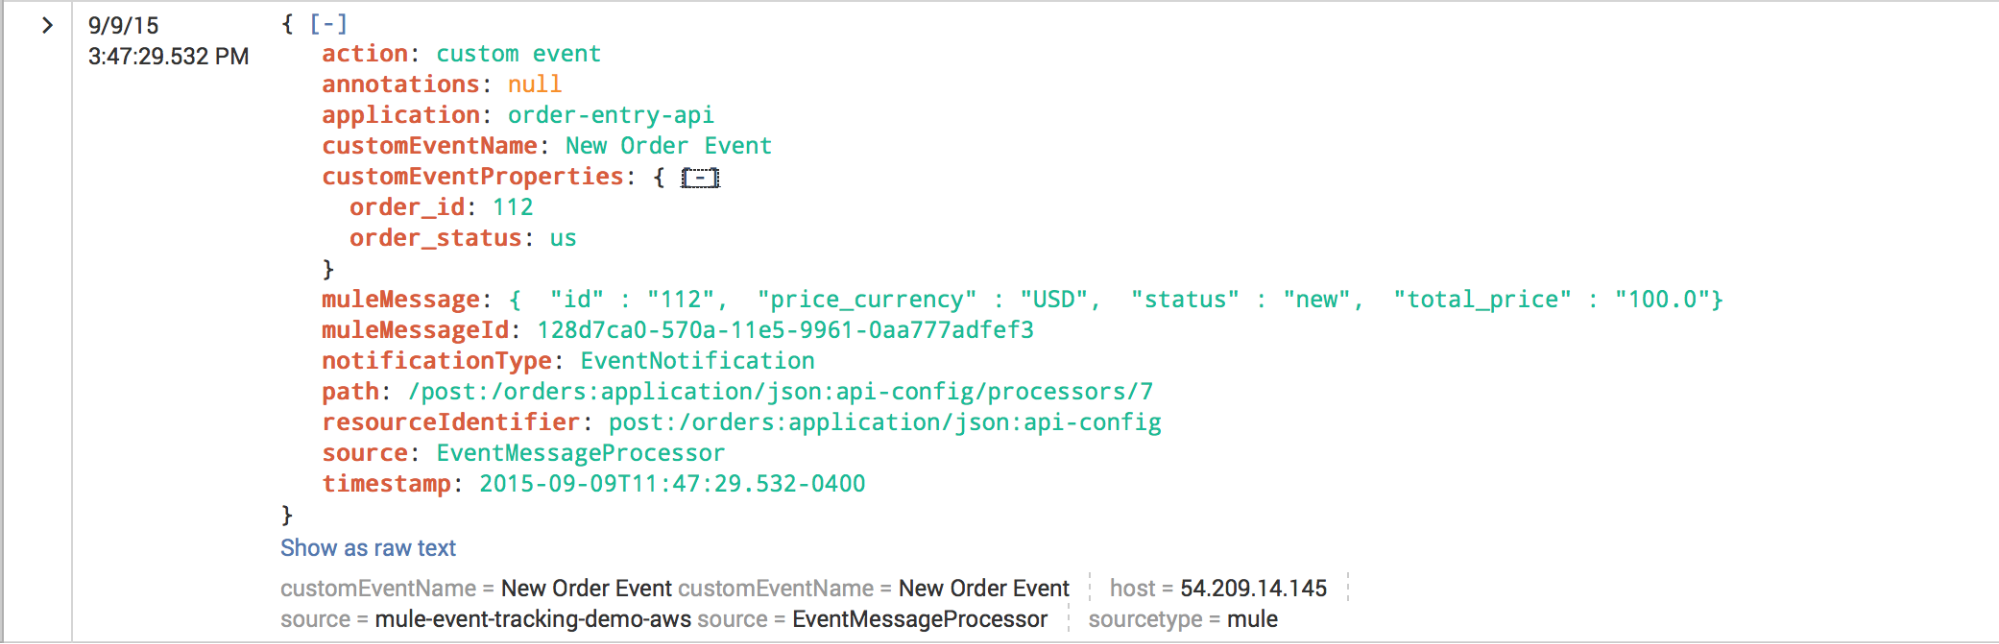 9/9/15
3:47:29.532 PM
{ [-]
action: custom event
annotations: null
application: order-entry-api
customEventName: New Order Event
customEventProperties: { [-]
order_id: 112
order_status: us
}
muleMessage: {  "id" : "112",  "price_currency" : "USD",  "status" : "new",  "total_price" : "100.0"}
muleMessageId: 128d7ca0-570a-11e5-9961-0aa777adfef3
notificationType: EventNotification
path: /post:/orders:application/json:api-config/processors/7
resourceIdentifier: post:/orders:application/json:api-config
source: EventMessageProcessor
timestamp: 2015-09-09T11:47:29.532-0400
}
Show as raw text
customEventName = New Order Event customEventName = New Order Event host = 54.209.14.145
source = mule-event-tracking-demo-aws source = EventMessageProcessor sourcetype = mule